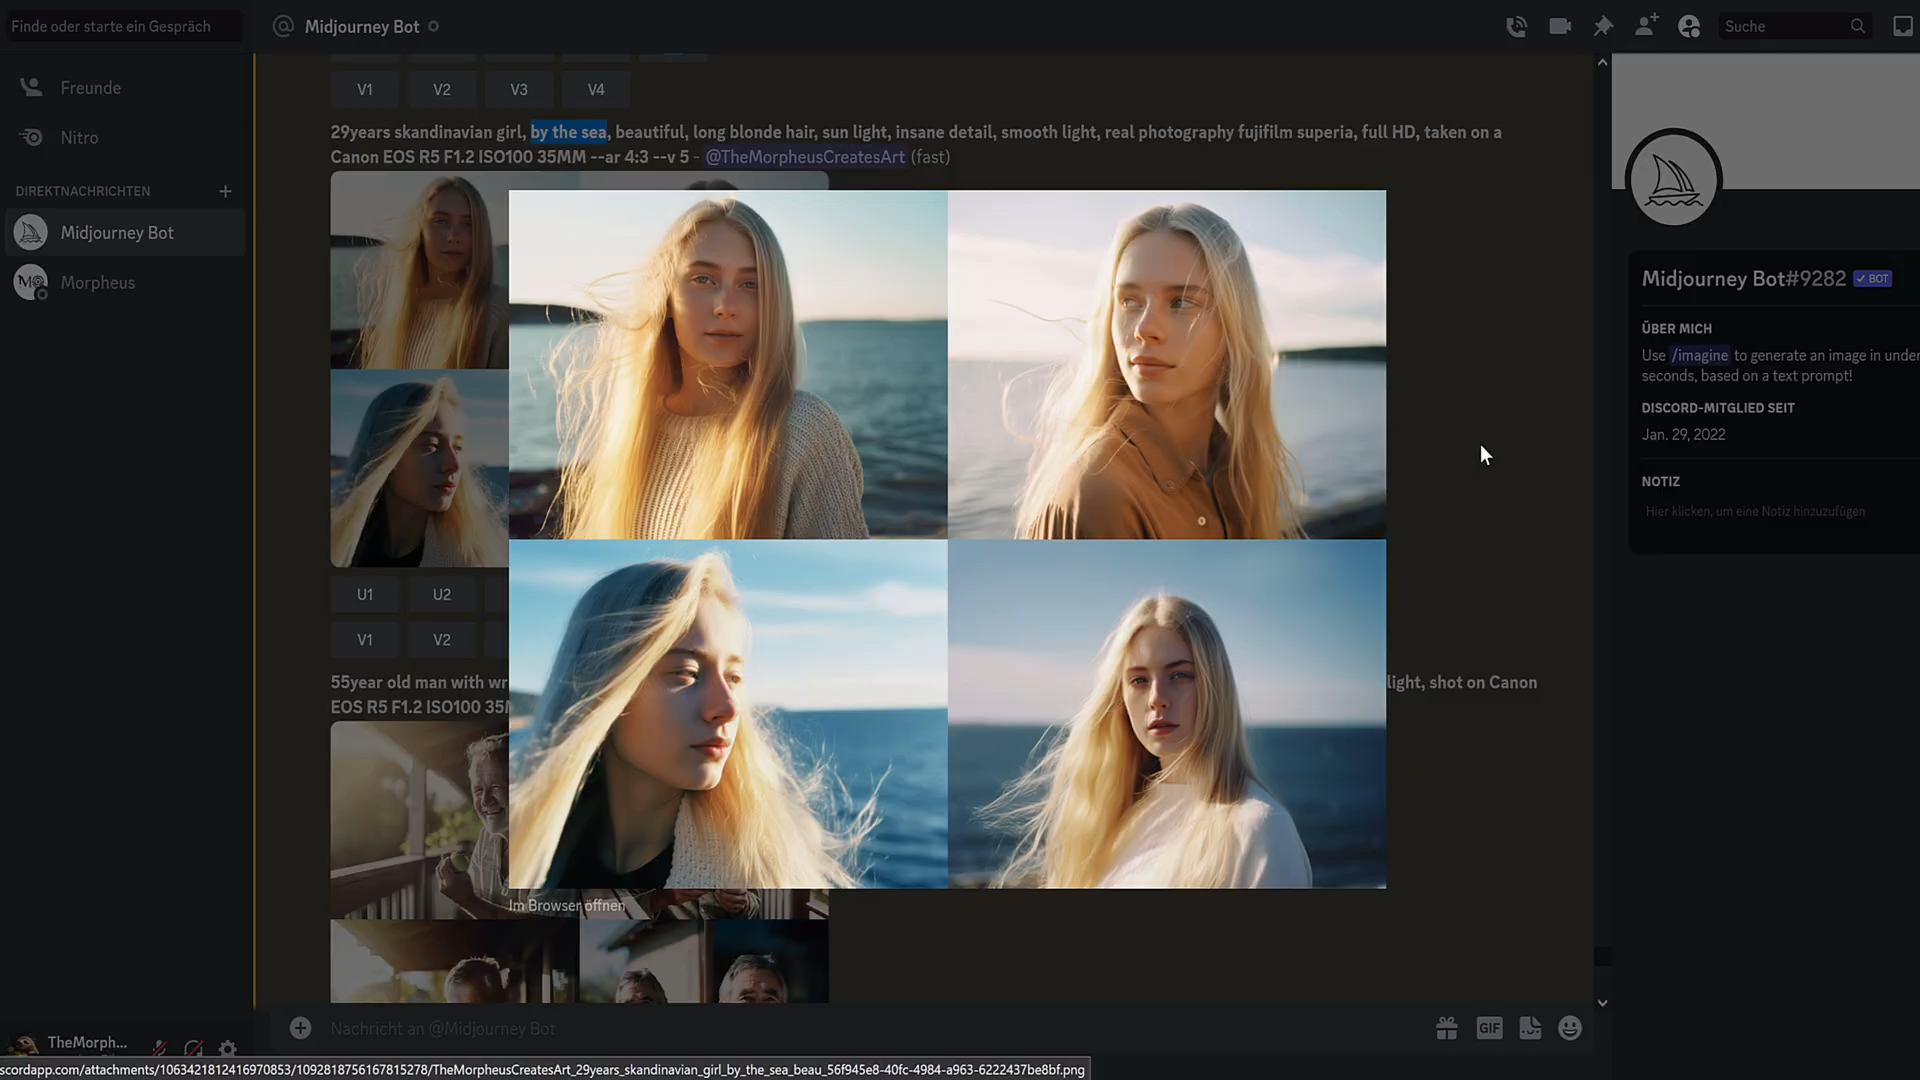 Finde oder starte ein Gespräch
Midjourney Bot
Suche
Freunde
Nitro
DIREKTNACHRICHTEN
Midjourney Bot
Morpheus
V1 V2 V3 V4
29years skandinavian girl, by the sea, beautiful, long blonde hair, sun light, insane detail, smooth light, real photography fujifilm superia, full HD, taken on a
Canon EOS R5 F1.2 ISO100 35MM --ar 4:3 --v 5 - @TheMorpheusCreatesArt (fast)
U1 U2
V1 V2
55year old man with wr
light, shot on Canon
EOS R5 F1.2 ISO100 35M
Im Browser öffnen
Nachricht an @Midjourney Bot
GIF
Midjourney Bot#9282 BOT
ÜBER MICH
Use /imagine to generate an image in under
seconds, based on a text prompt!
DISCORD-MITGLIED SEIT
Jan. 29, 2022
NOTIZ
Hier klicken, um eine Notiz hinzuzufügen
TheMorph...
scordapp.com/attachments/1063421812416970853/1092818756167815278/TheMorpheusCreatesArt_29years_skandinavian_girl_by_the_sea_beau_56f945e8-40fc-4984-a963-6222437be8bf.png